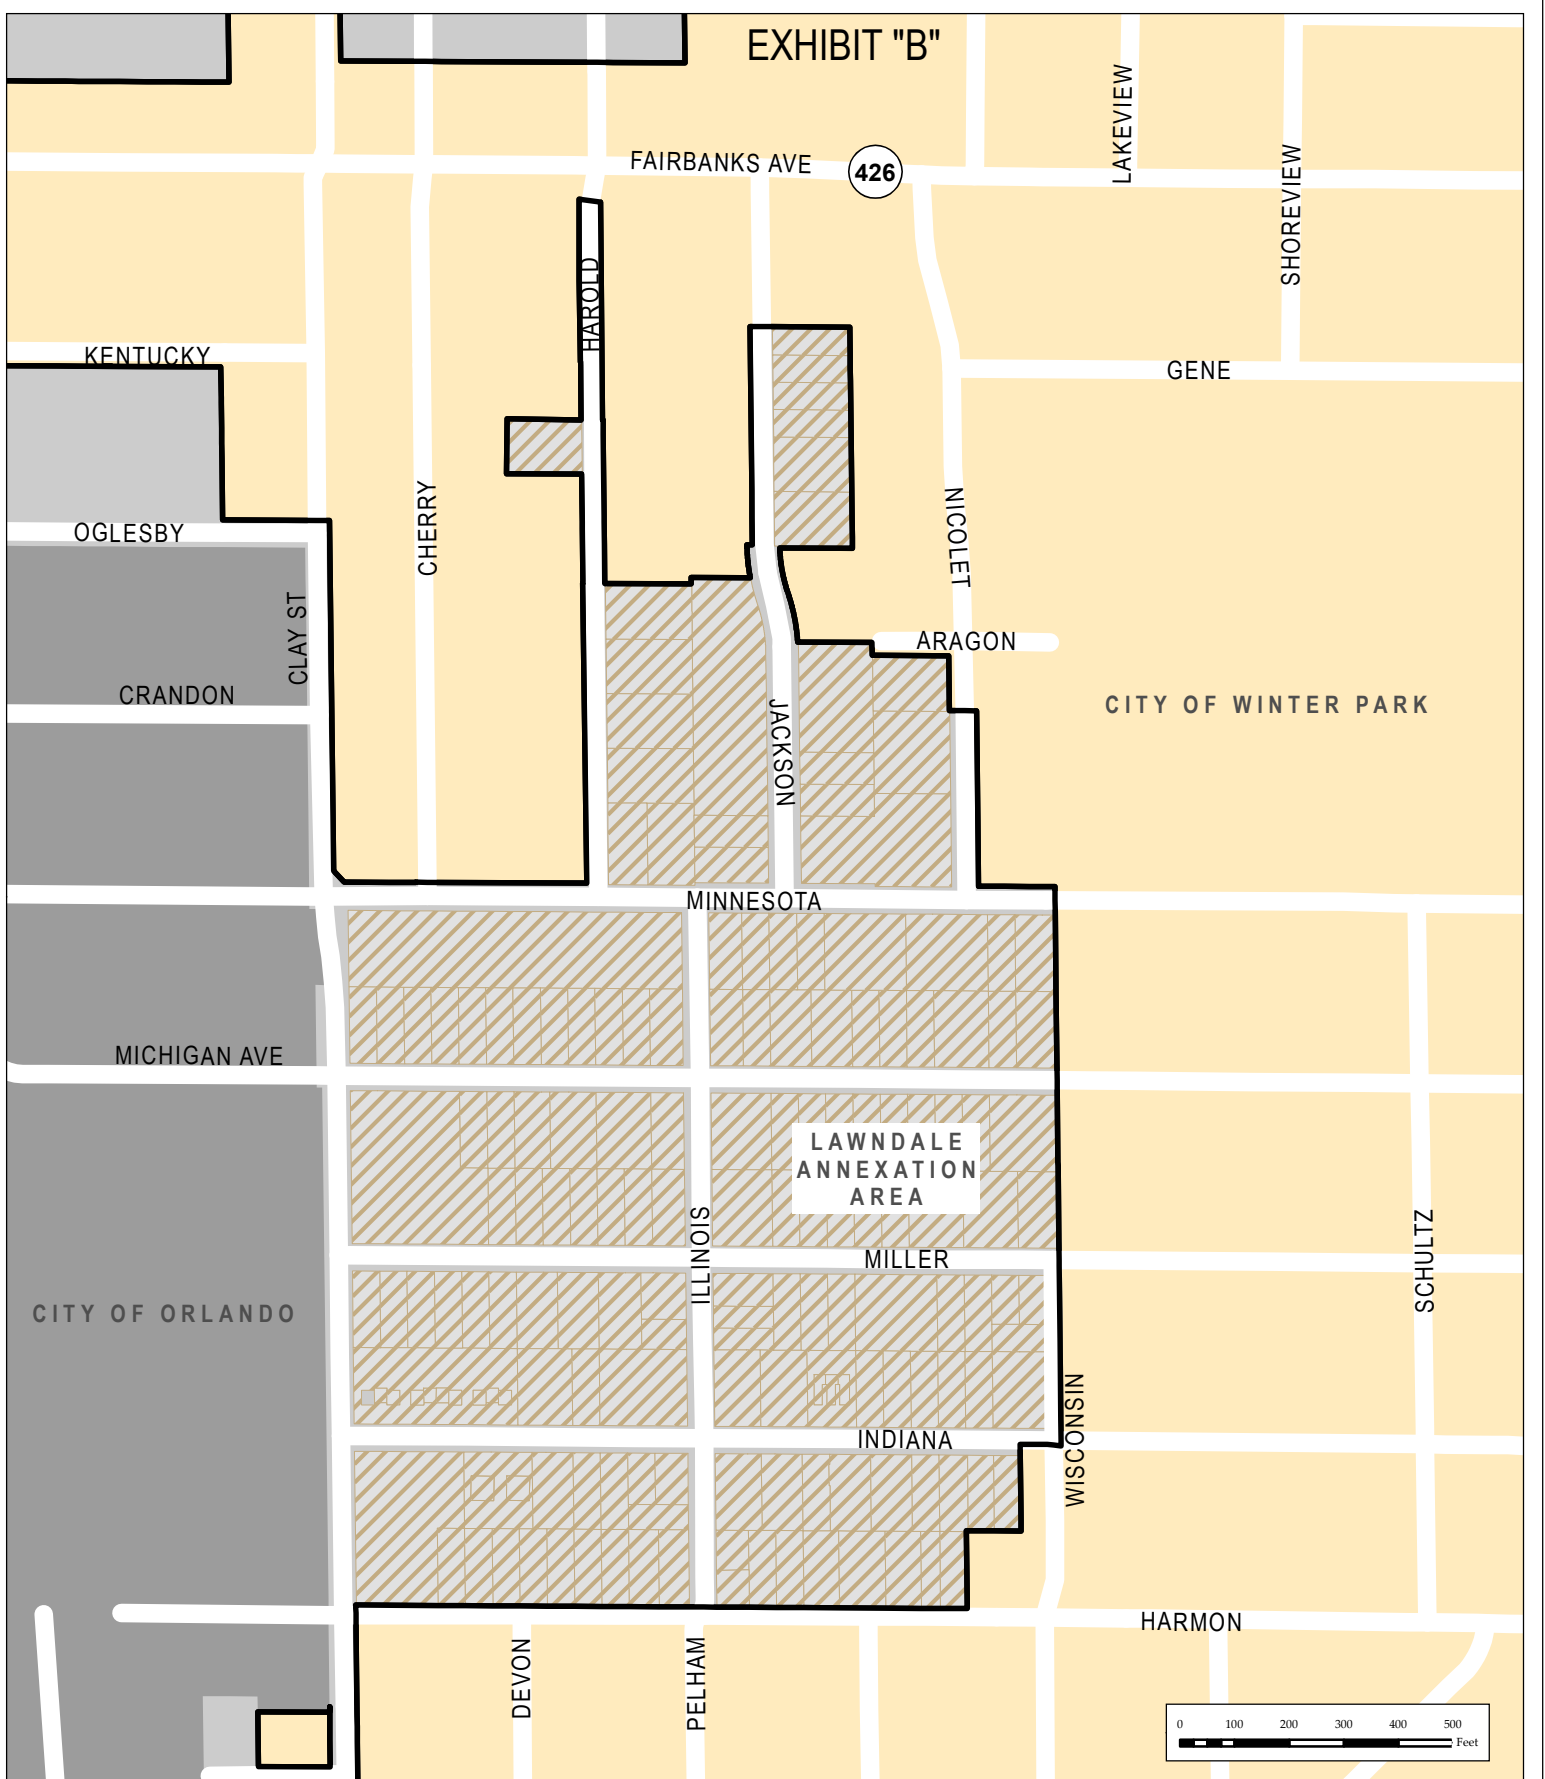 EXHIBIT "B"
LAKEVIEW
FAIRBANKS AVE
426
SHOREVIEW
HAROLD
KENTUCKY
GENE
CHERRY
NICOLET
OGLESBY
CLAY ST
ARAGON
CRANDON
CITY OF WINTER PARK
JACKSON
MINNESOTA
MICHIGAN AVE
LAWNDALE
ANNEXATION
AREA
ILLINOIS
MILLER
SCHULTZ
CITY OF ORLANDO
WISCONSIN
INDIANA
HARMON
DEVON
PELHAM
0 100 200 300 400 500
Feet